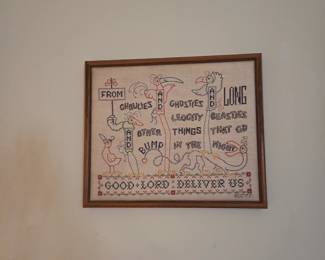 FROM
GHOULIES AND GHOSTIES AND LONG
LEGGITY BEASTIES
AND OTHER THINGS THAT GO
BUMP IN THE NIGHT
GOOD LORD DELIVER US